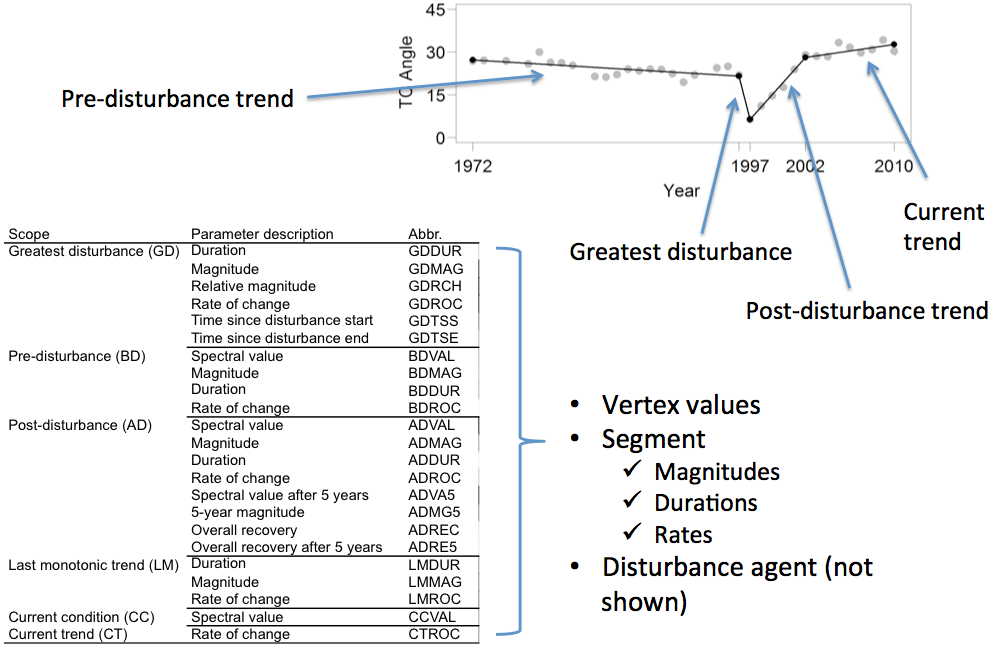 45
30
15
0
TC Angle
1972
1997
2002
2010
Year
Pre-disturbance trend
Greatest disturbance
Current
trend
Post-disturbance trend
Scope Parameter description Abbr.
Greatest disturbance (GD) Duration GDDUR
Magnitude GDMAG
Relative magnitude GDRCH
Rate of change GDROC
Time since disturbance start GDTSS
Time since disturbance end GDTSE
Pre-disturbance (BD) Spectral value BDVAL
Magnitude BDMAG
Duration BDDUR
Rate of change BDROC
Post-disturbance (AD) Spectral value ADVAL
Magnitude ADMAG
Duration ADDUR
Rate of change ADROC
Spectral value after 5 years ADVA5
5-year magnitude ADMG5
Overall recovery ADREC
Overall recovery after 5 years ADRE5
Last monotonic trend (LM) Duration LMDUR
Magnitude LMMAG
Rate of change LMROC
Current condition (CC) Spectral value CCVAL
Current trend (CT) Rate of change CTROC
• Vertex values
• Segment
✓ Magnitudes
✓ Durations
✓ Rates
• Disturbance agent (not
shown)